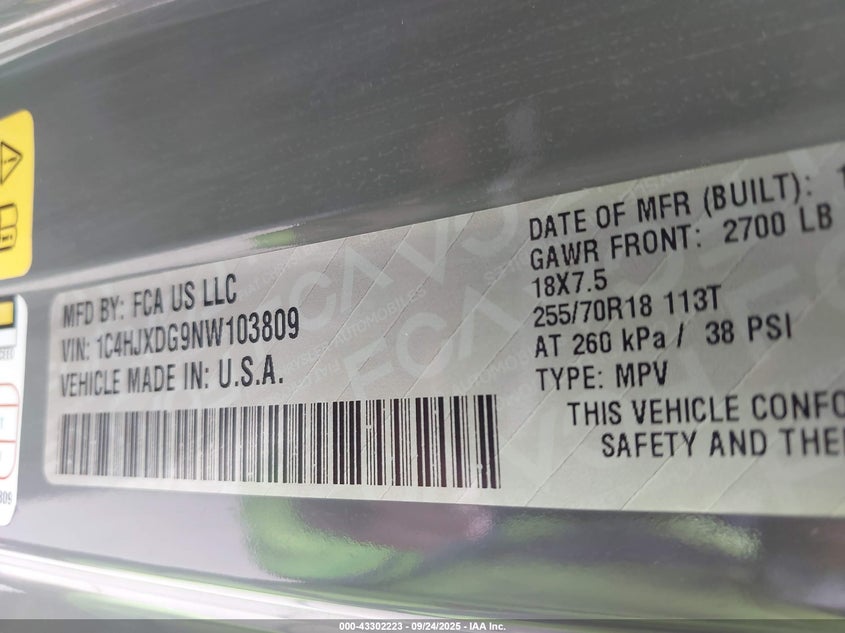 MFD BY: FCA US LLC
VIN: 1C4HJXDG9NW103809
VEHICLE MADE IN: U.S.A.
DATE OF MFR (BUILT): 1
GAWR FRONT: 2700 LB
18X7.5
255/70R18 113T
AT 260 kPa / 38 PSI
TYPE: MPV
THIS VEHICLE CONFO
SAFETY AND THE
809
000-43302223 - 09/24/2025 - IAA Inc.